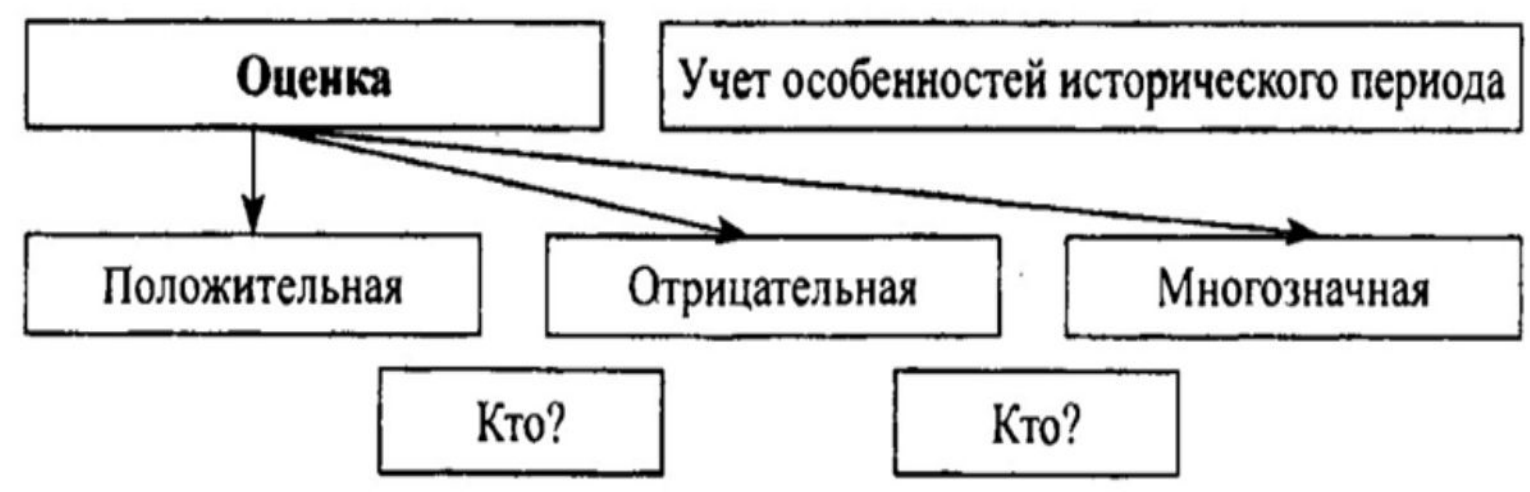 Оценка
Учет особенностей исторического периода
Положительная
Отрицательная
Многозначная
Кто?
Кто?